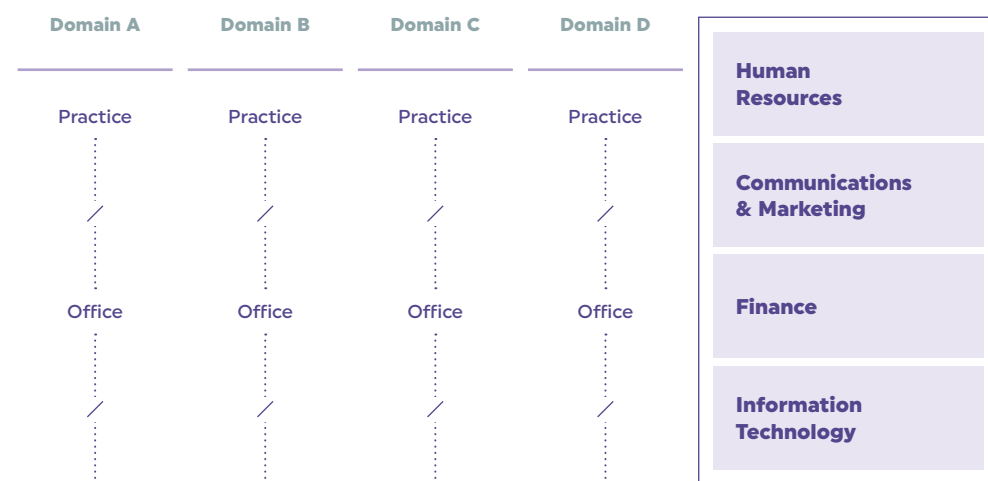 Domain A
Domain B
Domain C
Domain D
Practice
Practice
Practice
Practice
Office
Office
Office
Office
Human
Resources
Communications
& Marketing
Finance
Information
Technology